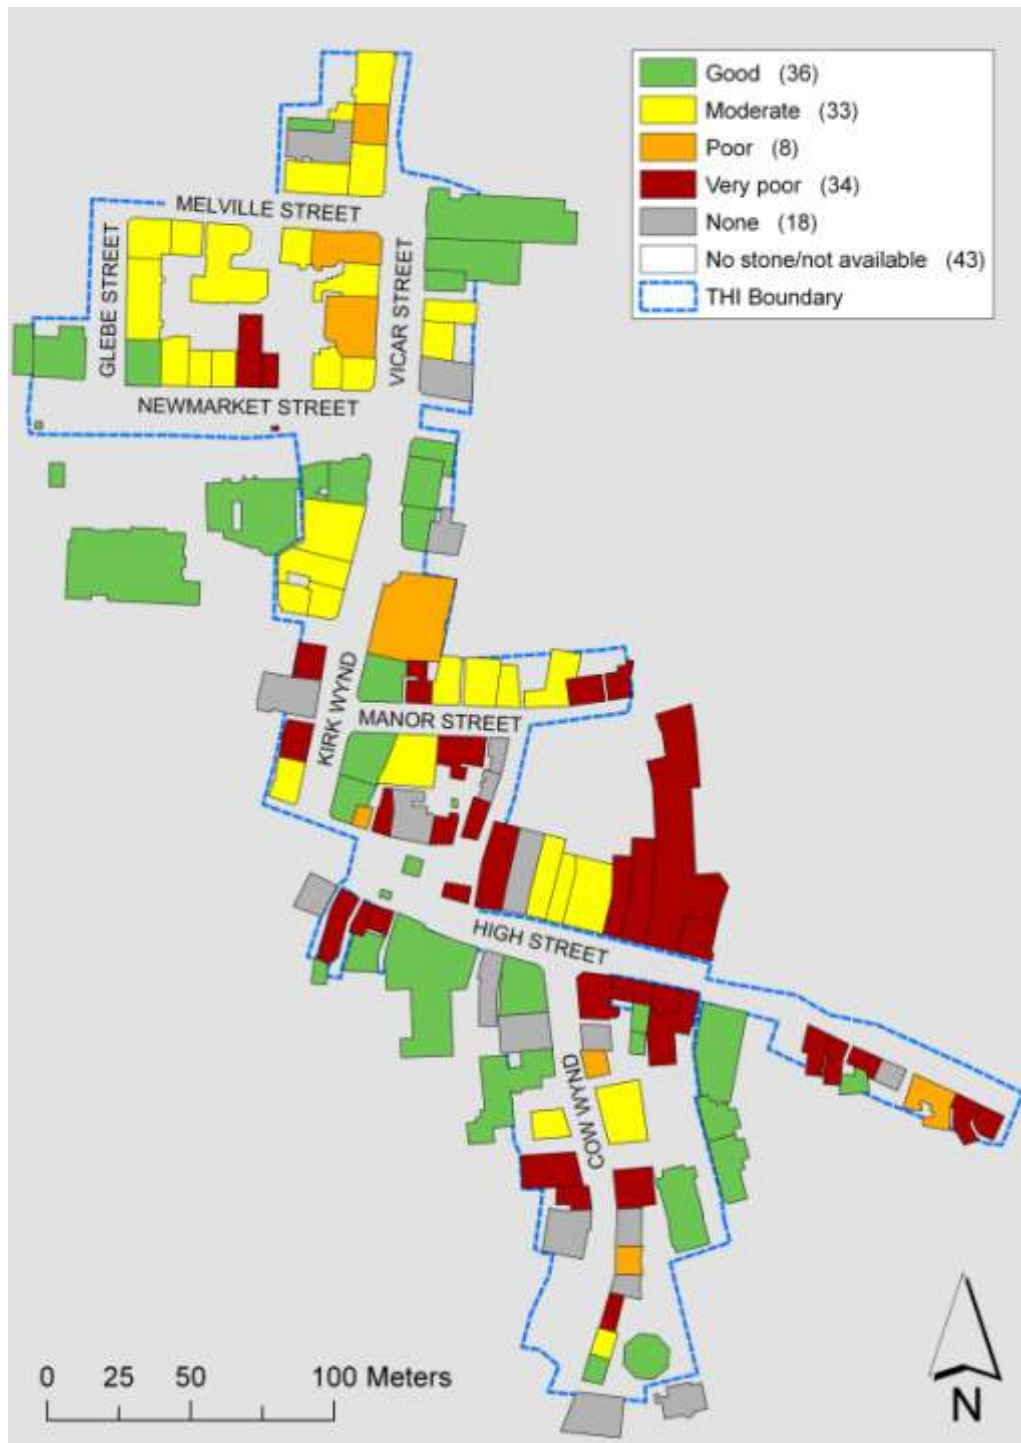 Good (36)
Moderate (33)
Poor (8)
Very poor (34)
None (18)
No stone/not available (43)
THI Boundary
MELVILLE STREET
GLEBE STREET
VICAR STREET
NEWMARKET STREET
KIRK WYND
MANOR STREET
HIGH STREET
COW WYND
0 25 50 100 Meters
N